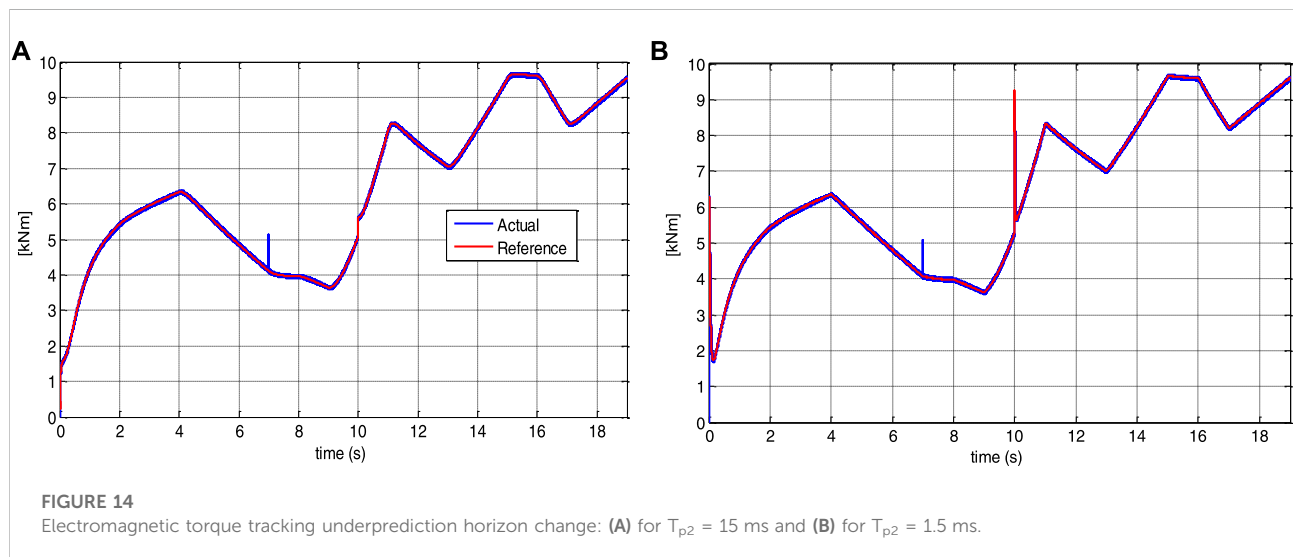 A
B
10
9
8
7
6
5
4
3
2
1
0
[kNm]
0 2 4 6 8 10 12 14 16 18
time (s)
Actual
Reference
10
9
8
7
6
5
4
3
2
1
0
[kNm]
0 2 4 6 8 10 12 14 16 18
time (s)
FIGURE 14
Electromagnetic torque tracking underprediction horizon change: (A) for Tp2 = 15 ms and (B) for Tp2 = 1.5 ms.